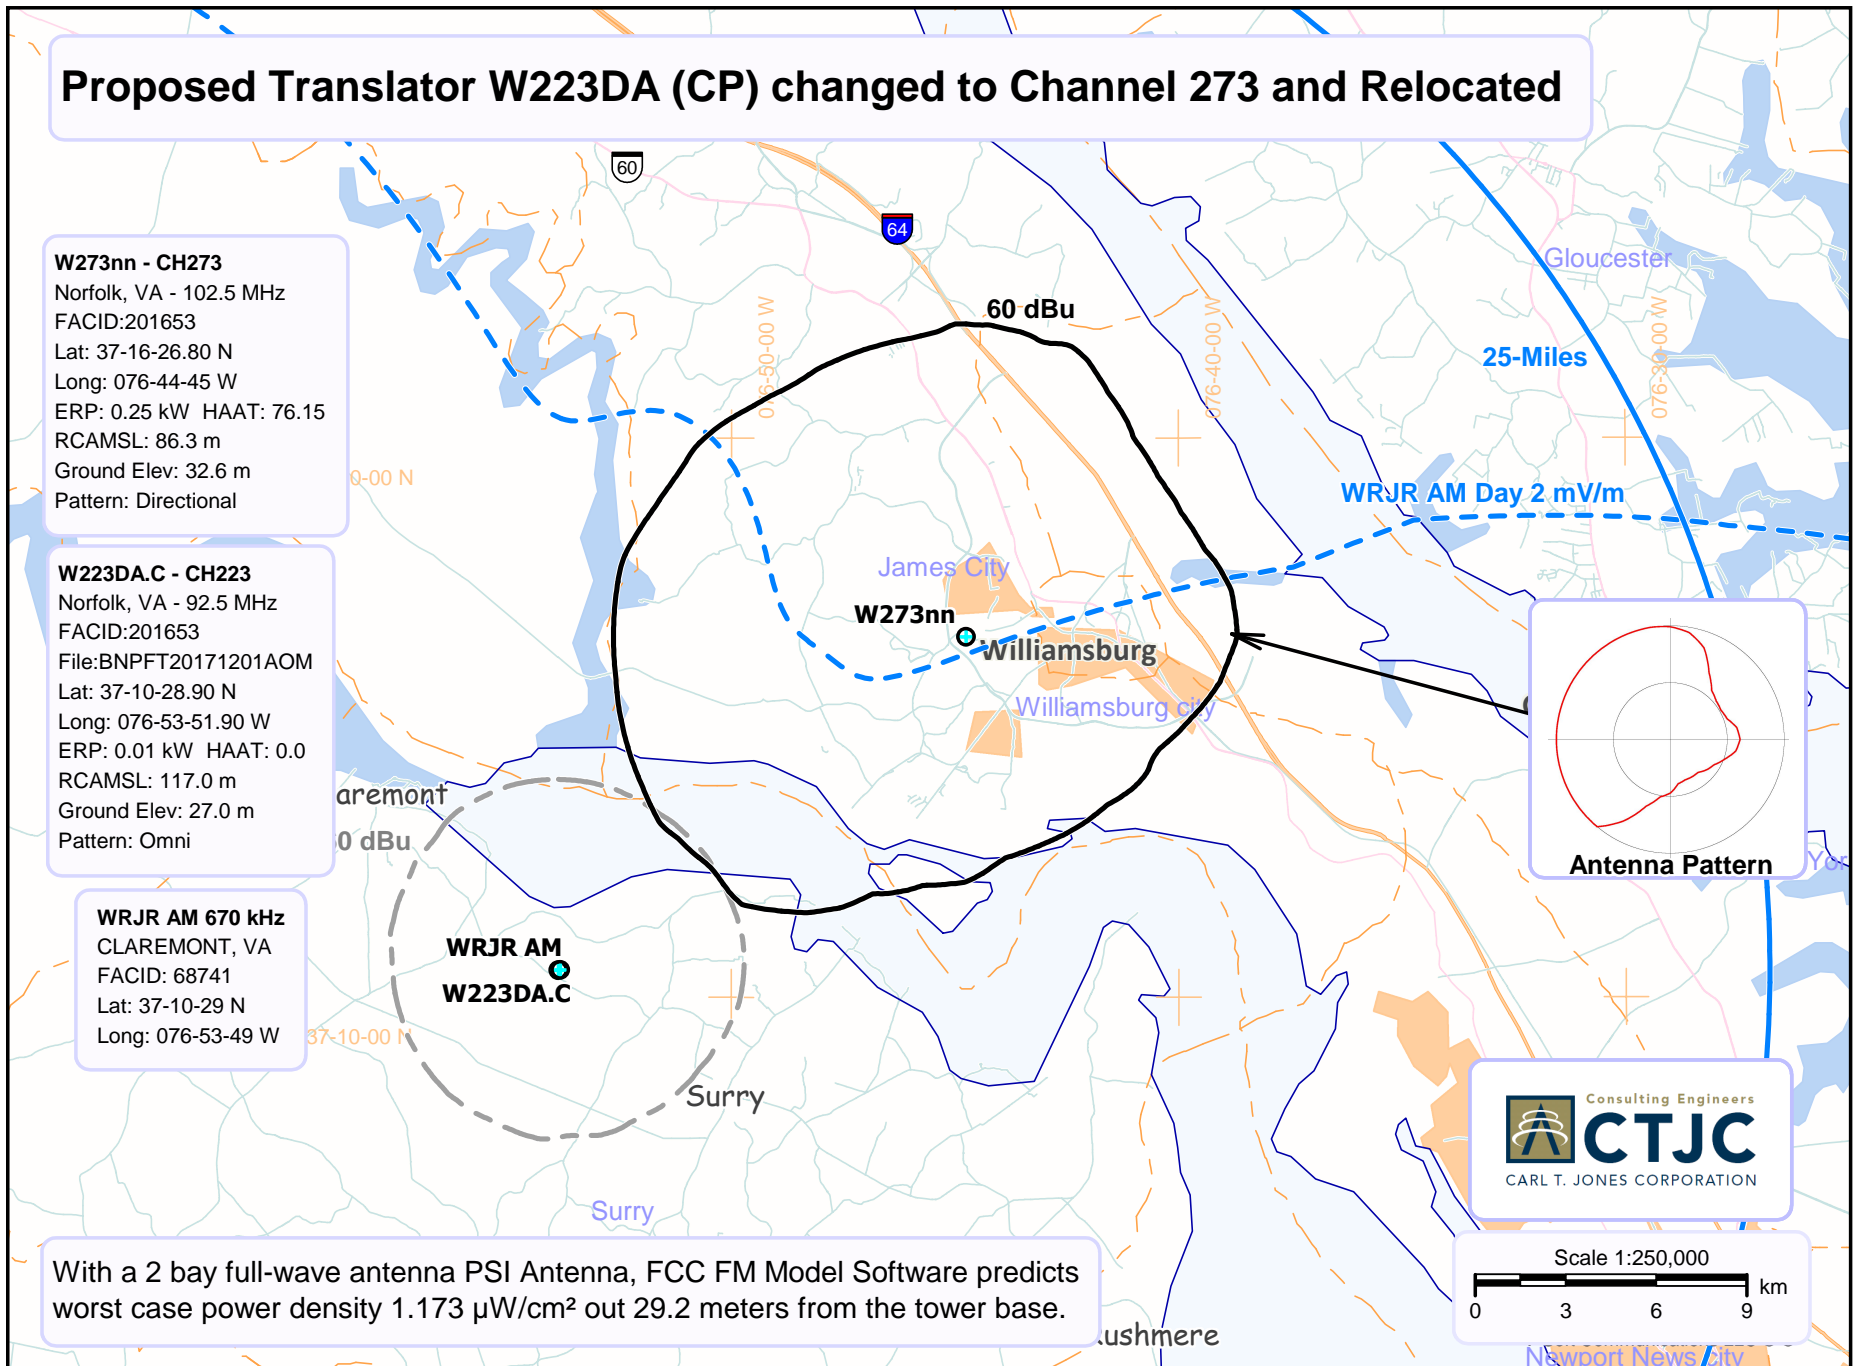 Proposed Translator W223DA (CP) changed to Channel 273 and Relocated
60
64
W273nn - CH273
Norfolk, VA - 102.5 MHz
FACID:201653
Lat: 37-16-26.80 N
Long: 076-44-45 W
ERP: 0.25 kW HAAT: 76.15
RCAMSL: 86.3 m
Ground Elev: 32.6 m
Pattern: Directional
W223DA.C - CH223
Norfolk, VA - 92.5 MHz
FACID:201653
File:BNPFT20171201AOM
Lat: 37-10-28.90 N
Long: 076-53-51.90 W
ERP: 0.01 kW HAAT: 0.0
RCAMSL: 117.0 m
Ground Elev: 27.0 m
Pattern: Omni
WRJR AM 670 kHz
CLAREMONT, VA
FACID: 68741
Lat: 37-10-29 N
Long: 076-53-49 W
0-00 N
37-10-00 N
076-50-00 W
076-40-00 W
076-30-00 W
60 dBu
Gloucester
25-Miles
WRJR AM Day 2 mV/m
James City
W273nn
Williamsburg
Williamsburg city
aremont
0 dBu
WRJR AM
W223DA.C
Surry
Surry
Antenna Pattern
Yor
Consulting Engineers
CTJC
CARL T. JONES CORPORATION
Scale 1:250,000
km
0 3 6 9
With a 2 bay full-wave antenna PSI Antenna, FCC FM Model Software predicts
worst case power density 1.173 µW/cm² out 29.2 meters from the tower base.
ushmere
Newport News city